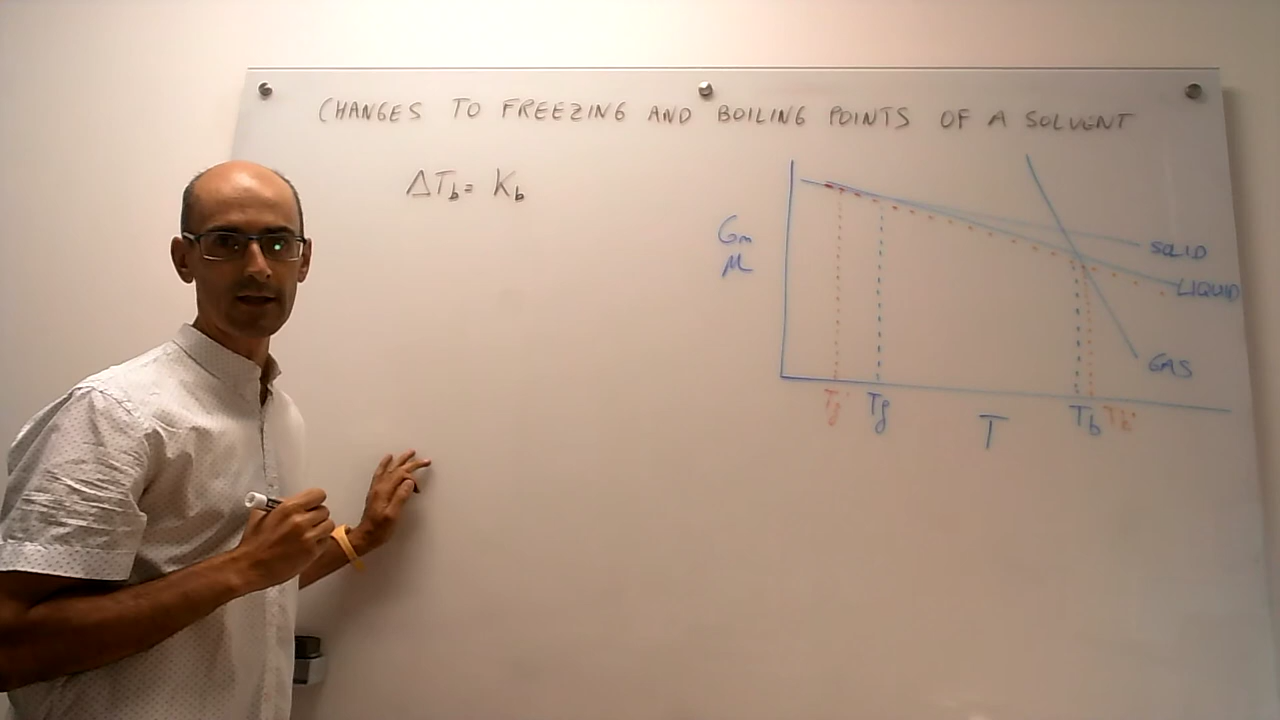 CHANGES TO FREEZING AND BOILING POINTS OF A SOLVENT
ΔTb = Kb
Gm
μ
SOLID
LIQUID
GAS
Tf' Tf T Tb Tb'